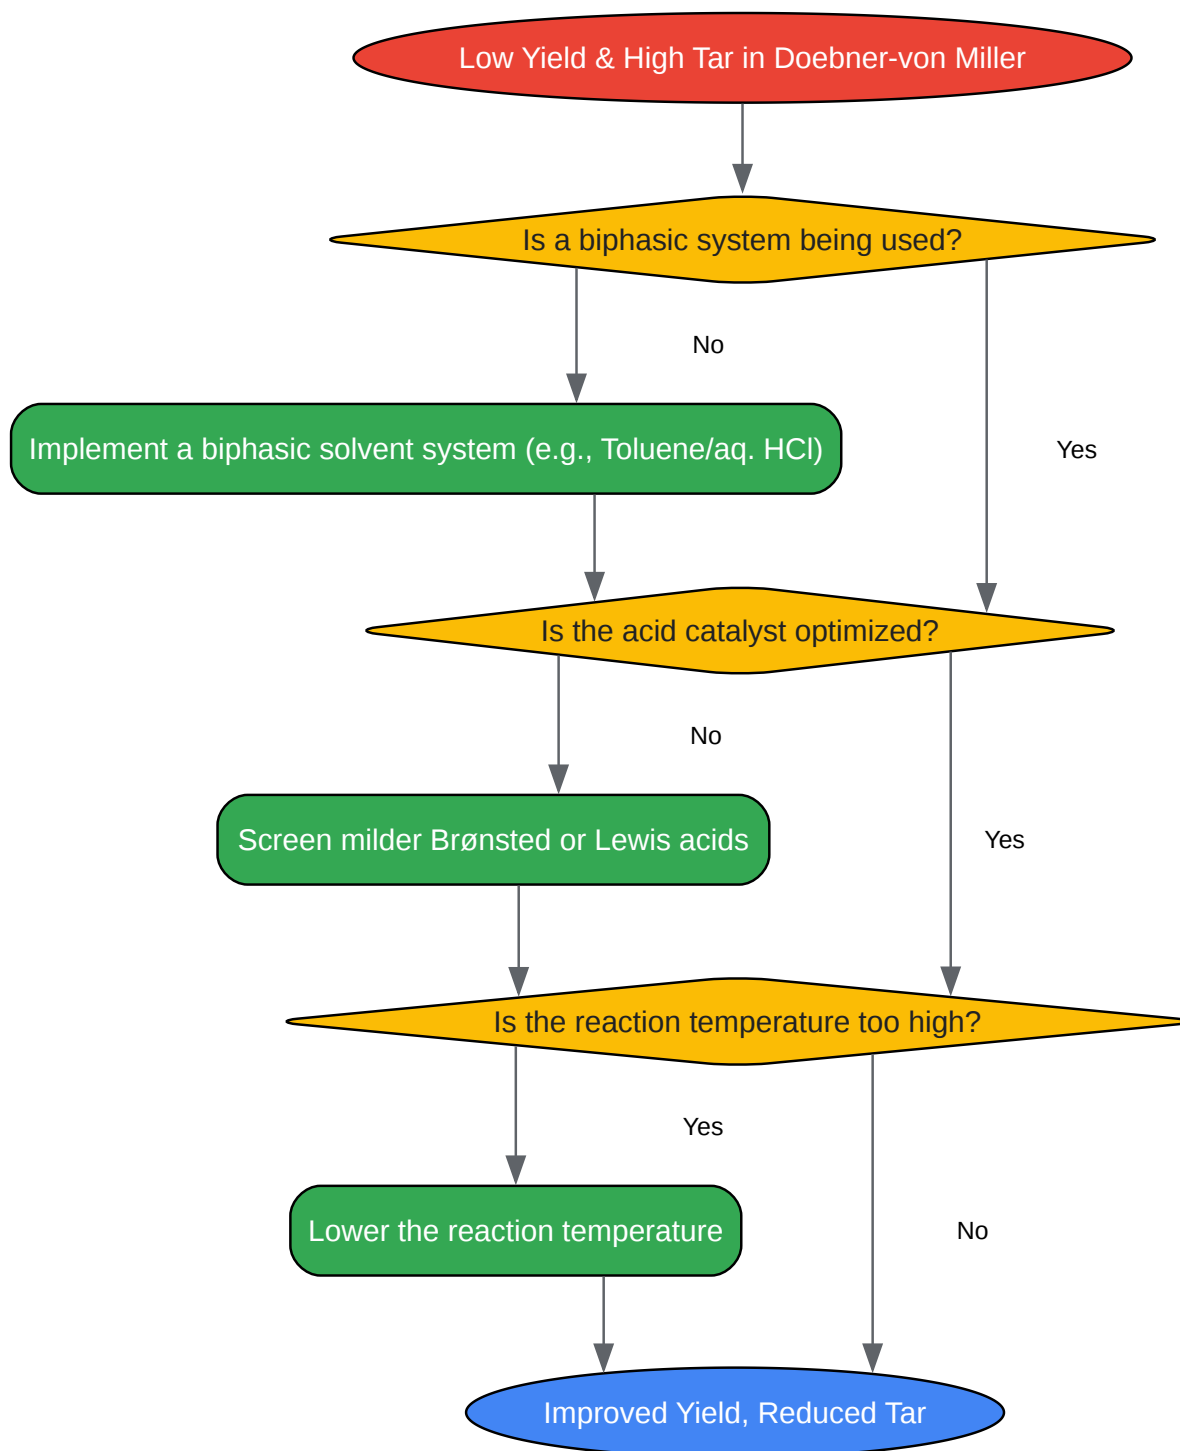 Low Yield & High Tar in Doebner-von Miller
Is a biphasic system being used?
No
Implement a biphasic solvent system (e.g., Toluene/aq. HCl)
Yes
Is the acid catalyst optimized?
No
Screen milder Brønsted or Lewis acids
Yes
Is the reaction temperature too high?
Yes
Lower the reaction temperature
No
Improved Yield, Reduced Tar